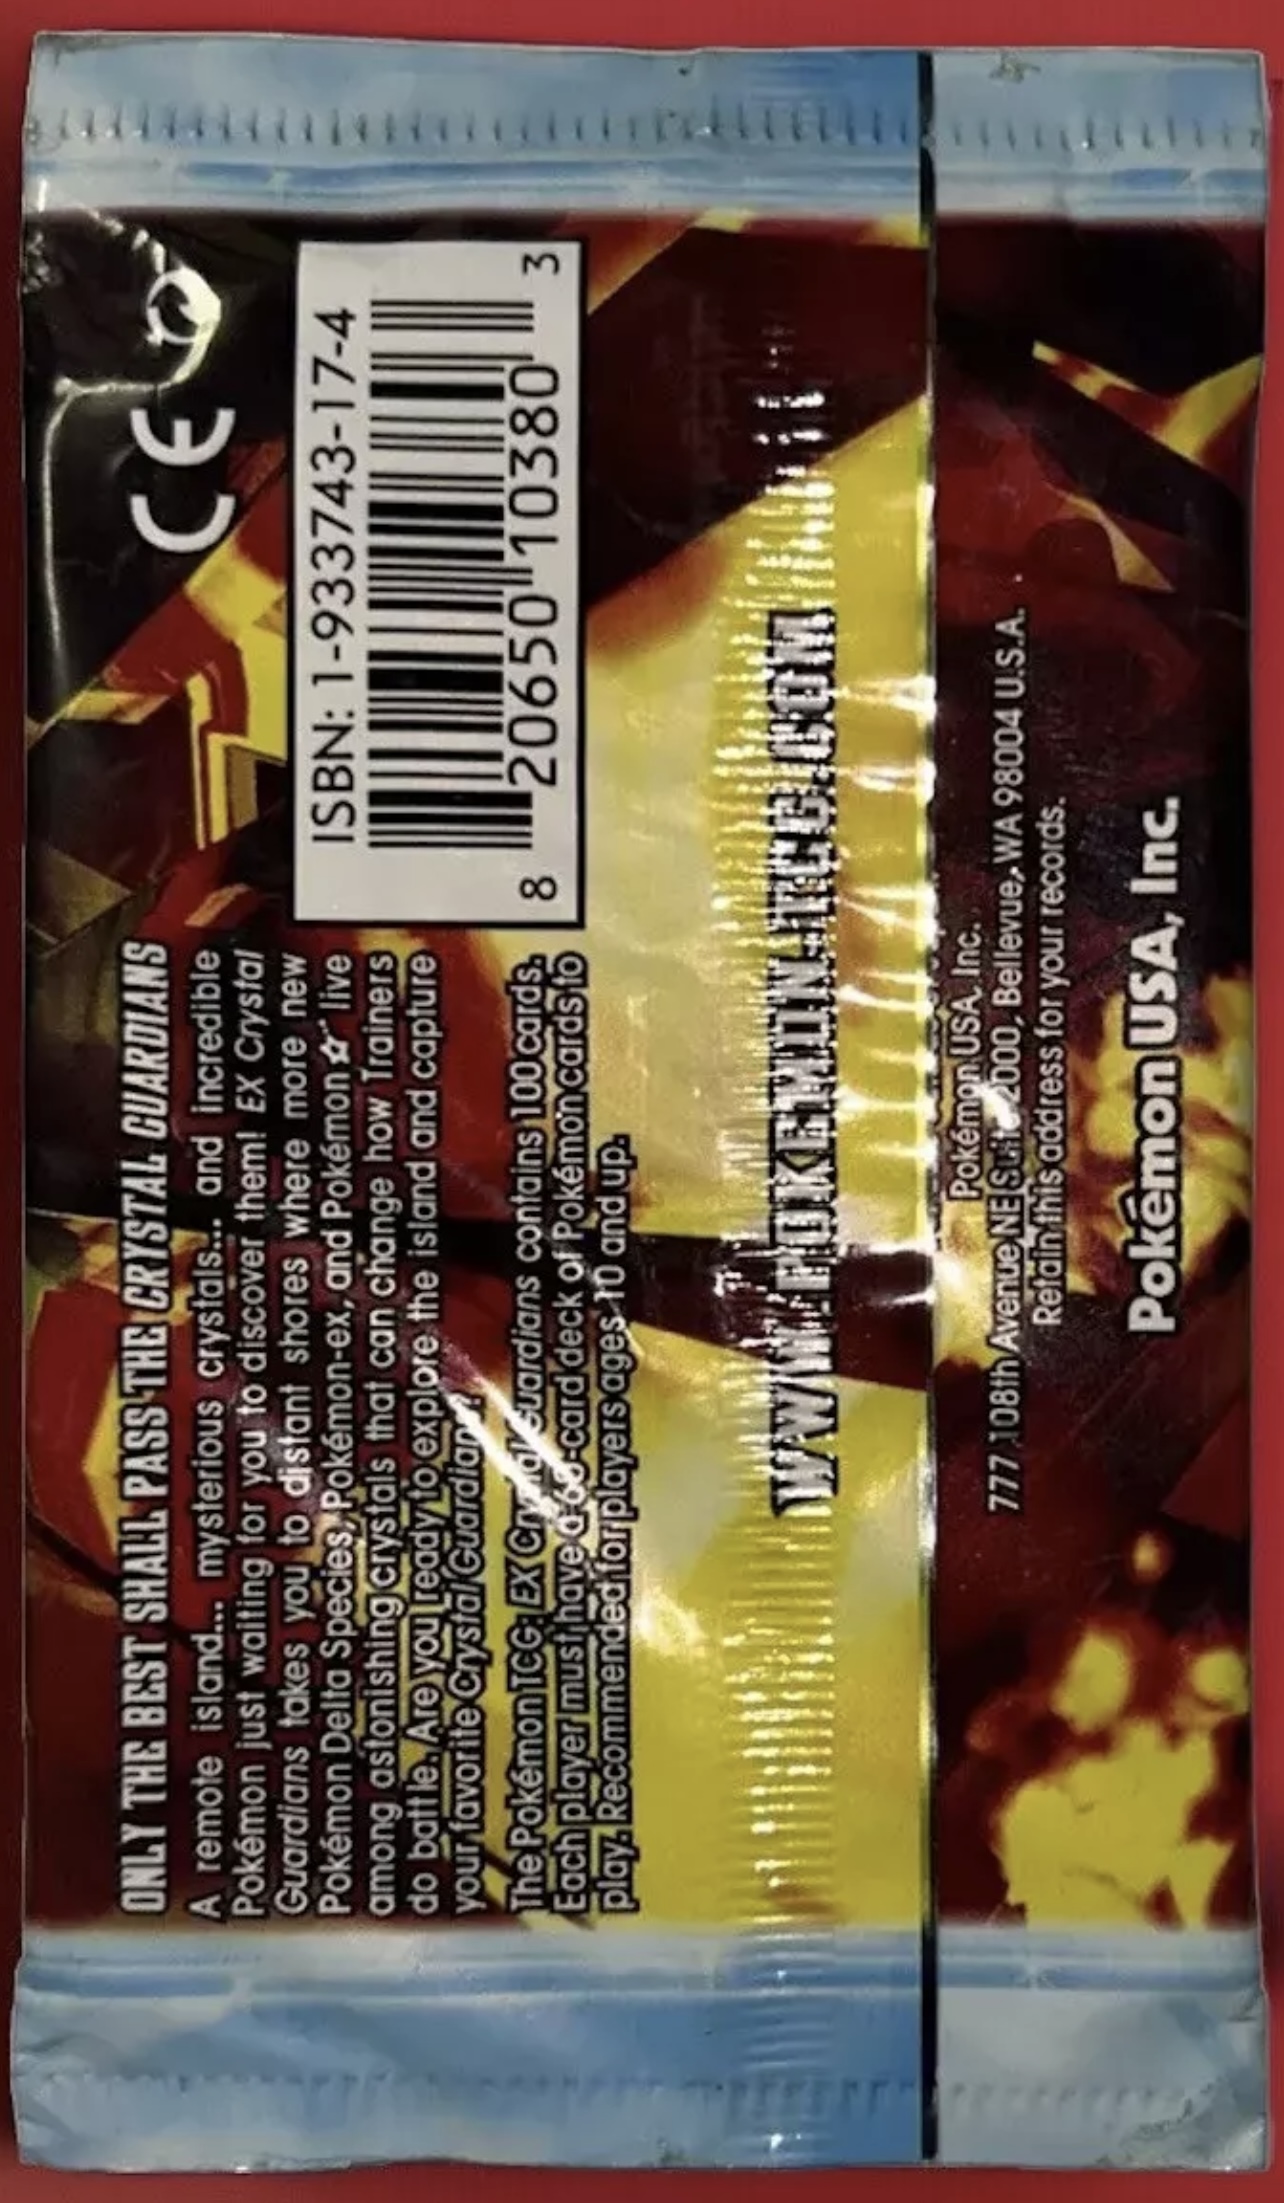 ONLY THE BEST SHALL PASS THE CRYSTAL GUARDIANS
A remote island... mysterious crystals... and incredible
Pokémon just waiting for you to discover them! EX Crystal
Guardians takes you to distant shores where more new
Pokémon Delta Species, Pokémon-ex, and Pokémon ☆ live
among astonishing crystals that can change how Trainers
do battle. Are you ready to explore the island and capture
your favorite Crystal Guardian?
The Pokémon TCG: EX Crystal Guardians contains 100 cards.
Each player must have a 60-card deck of Pokémon cards to
play. Recommended for players ages 10 and up.
CE
ISBN: 1-933743-17-4
8 20650 10380 3
WWW.POKEMON-TCG.COM
Pokémon USA, Inc.
777 108th Avenue NE Suite 2000, Bellevue, WA 98004 U.S.A.
Retain this address for your records.
Pokémon USA, Inc.